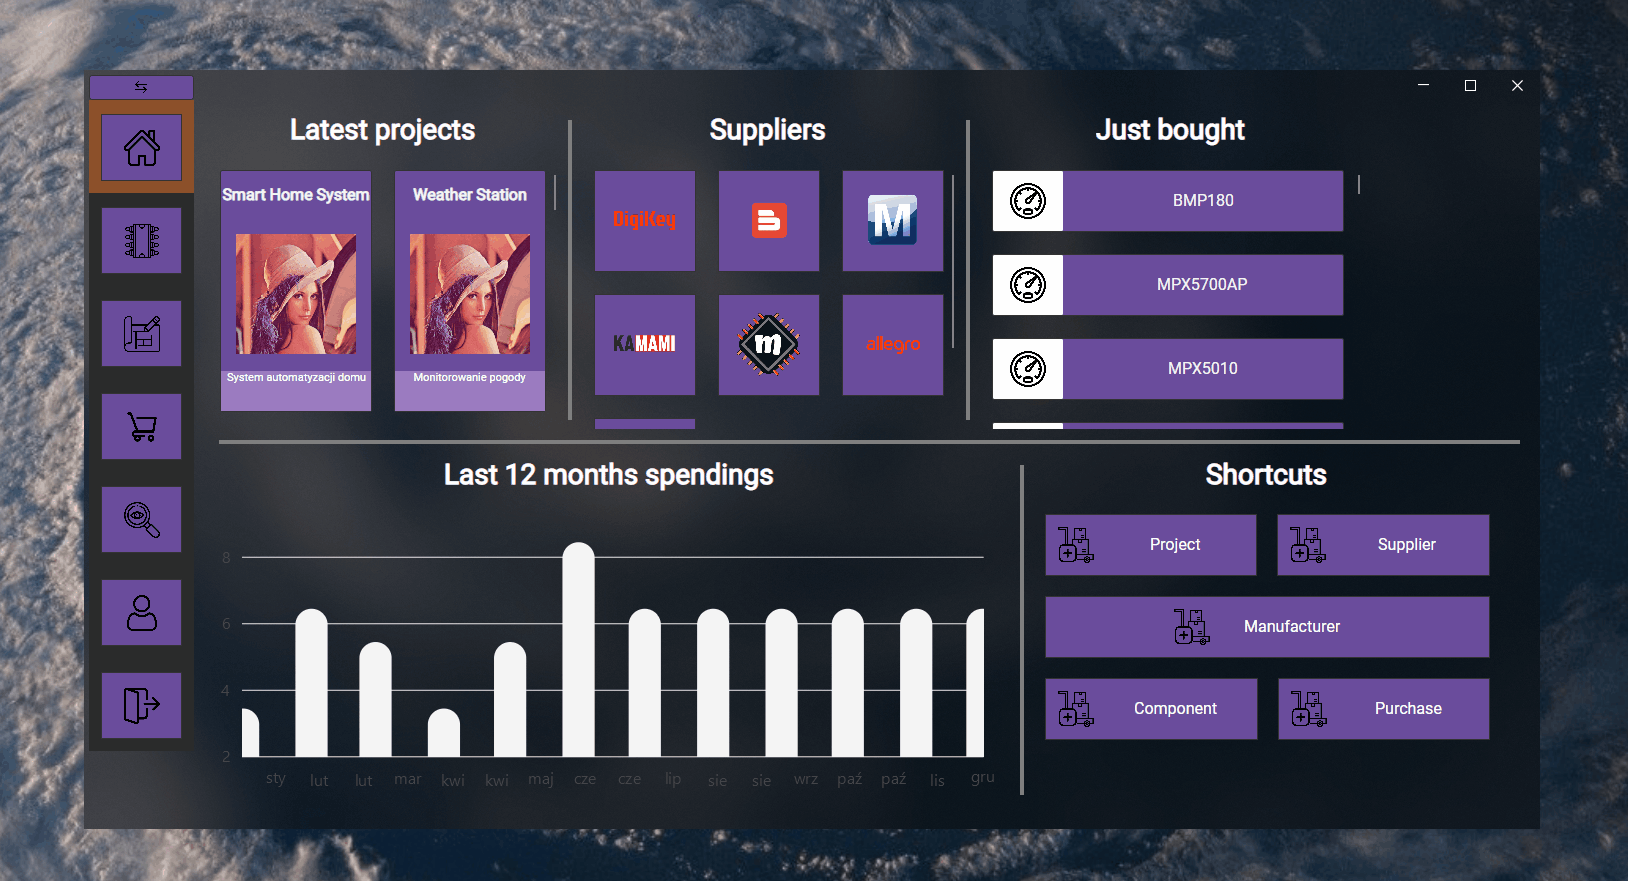 Latest projects
Smart Home System
System automatyzacji domu
Weather Station
Monitorowanie pogody
Suppliers
DigiKey
B
M
KAMAMI
m
allegro
Just bought
BMP180
MPX5700AP
MPX5010
Last 12 months spendings
8
6
4
2
sty lut lut mar kwi kwi maj cze cze lip sie sie wrz paź paź lis gru
Shortcuts
Project
Supplier
Manufacturer
Component
Purchase